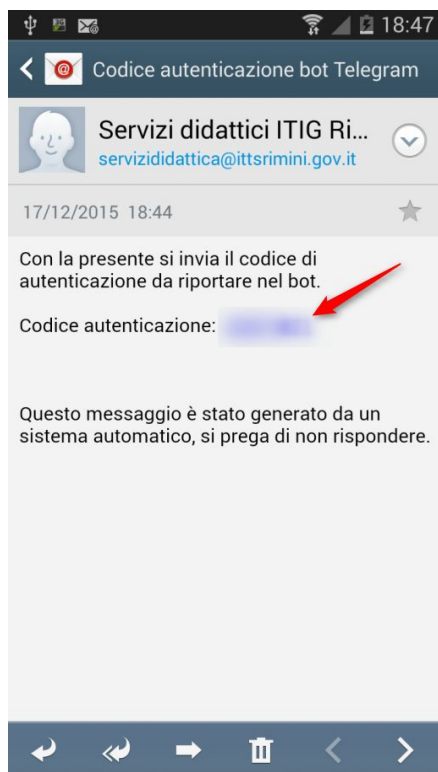 18:47
Codice autenticazione bot Telegram
Servizi didattici ITIG Ri...
servizididattica@ittsrimini.gov.it
17/12/2015 18:44
Con la presente si invia il codice di
autenticazione da riportare nel bot.
Codice autenticazione:
Questo messaggio è stato generato da un
sistema automatico, si prega di non rispondere.